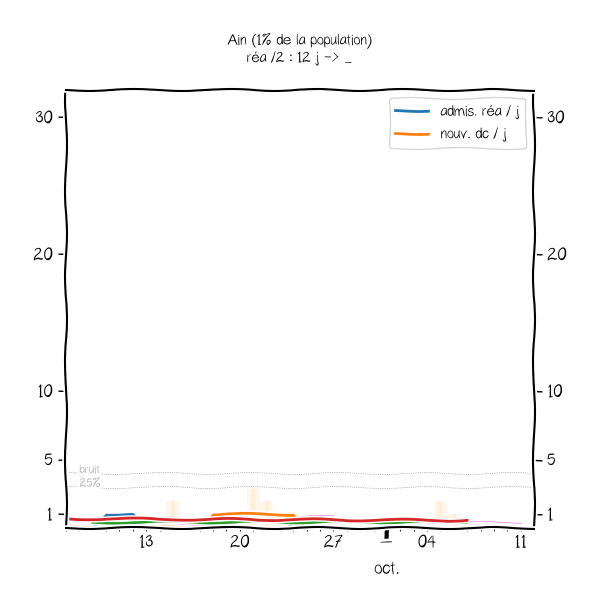 Ain (1% de la population)
réa /2 : 12 j -> _
admis. réa / j
nouv. dc / j
30
30
20
20
10
10
5
5
bruit
25%
1
1
13
20
27
1
04
11
oct.